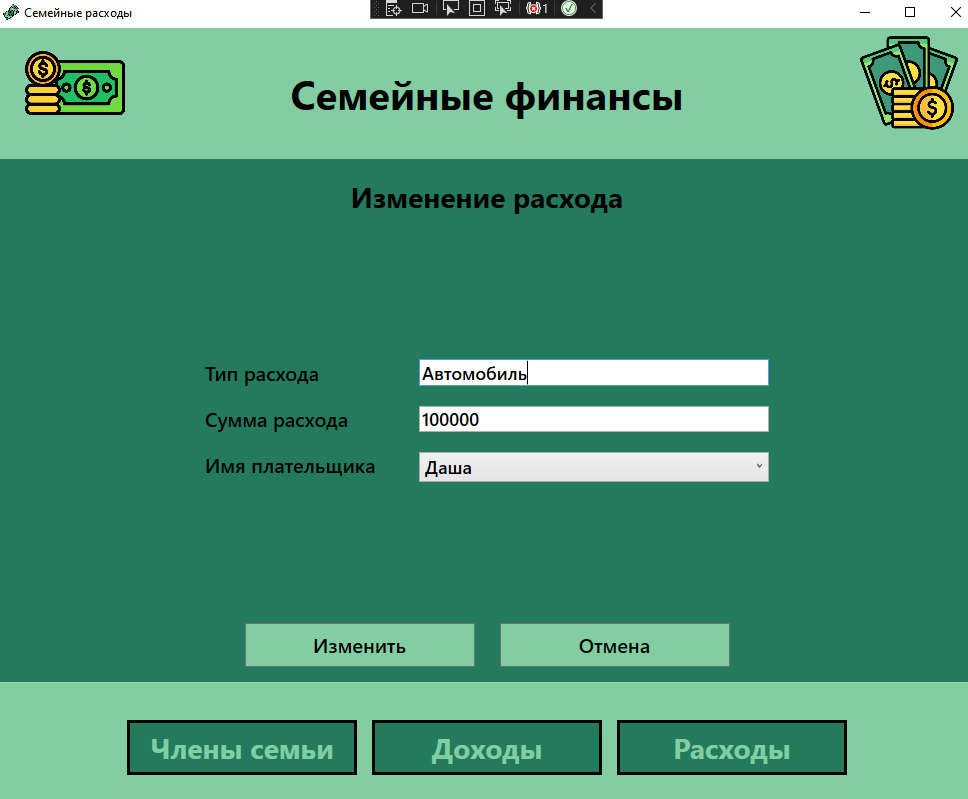 Семейные расходы
1
Семейные финансы
Изменение расхода
Тип расхода
Автомобиль
Сумма расхода
100000
Имя плательщика
Даша
Изменить
Отмена
Члены семьи
Доходы
Расходы